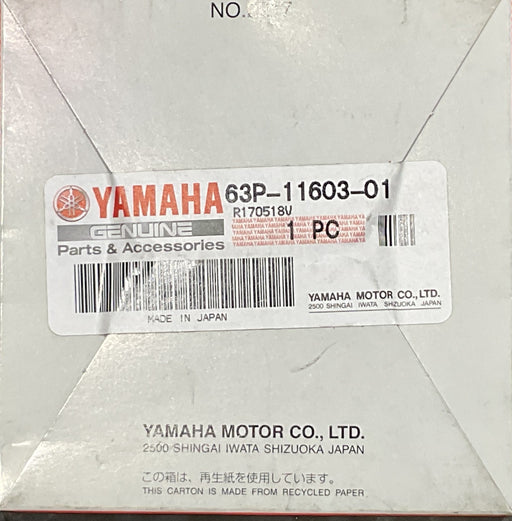 NO.
YAMAHA 63P-11603-01
R170518V
GENUINE
Parts & Accessories
1 PC
MADE IN JAPAN
YAMAHA MOTOR CO., LTD.
2500 SHINGAI IWATA SHIZUOKA JAPAN
YAMAHA MOTOR CO., LTD.
2500 SHINGAI IWATA SHIZUOKA JAPAN
この箱は、再生紙を使用しています。
THIS CARTON IS MADE FROM RECYCLED PAPER